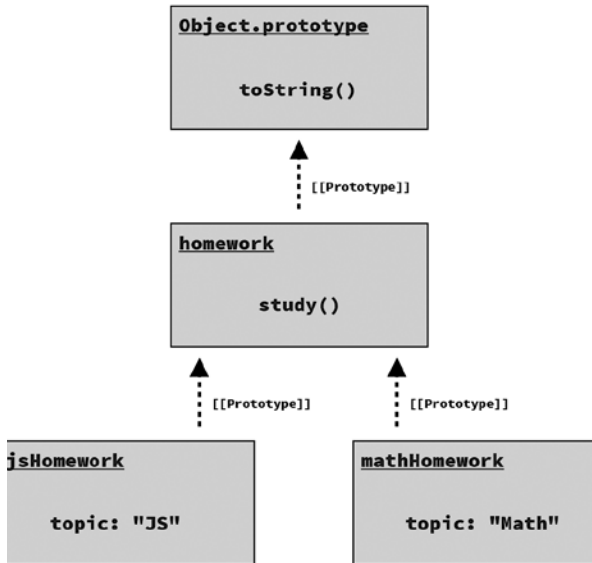 Object.prototype
toString()
[[Prototype]]
homework
study()
[[Prototype]]
[[Prototype]]
jsHomework
mathHomework
topic: "JS"
topic: "Math"